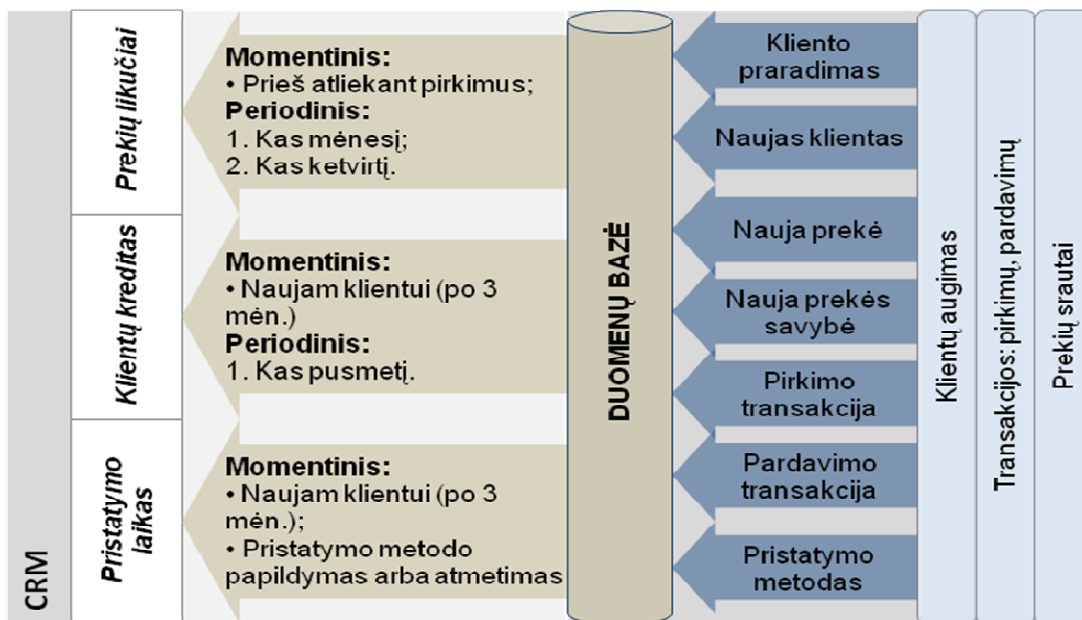 CRM
Prekių likučiai
Momentinis:
• Prieš atliekant pirkimus;
Periodinis:
1. Kas mėnesį;
2. Kas ketvirtį.
Klientų kreditas
Momentinis:
• Naujam klientui (po 3
mėn.)
Periodinis:
1. Kas pusmetį.
Pristatymo
laikas
Momentinis:
• Naujam klientui (po 3
mėn.);
• Pristatymo metodo
papildymas arba atmetimas
DUOMENŲ BAZĖ
Kliento
praradimas
Naujas klientas
Nauja prekė
Nauja prekės
savybė
Pirkimo
transakcija
Pardavimo
transakcija
Pristatymo
metodas
Klientų augimas
Transakcijos: pirkimų, pardavimų
Prekių srautai